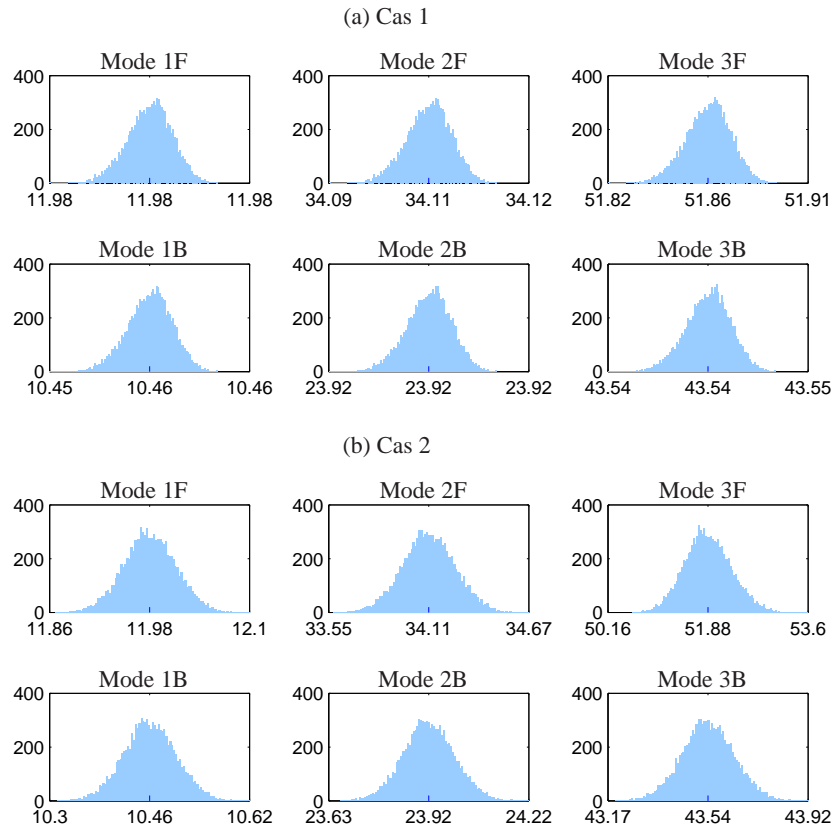 (a) Cas 1
Mode 1F
400
200
0
11.98 11.98 11.98
Mode 2F
34.09 34.11 34.12
Mode 3F
51.82 51.86 51.91
Mode 1B
400
200
0
10.45 10.46 10.46
Mode 2B
23.92 23.92 23.92
Mode 3B
43.54 43.54 43.55
(b) Cas 2
Mode 1F
400
200
0
11.86 11.98 12.1
Mode 2F
33.55 34.11 34.67
Mode 3F
50.16 51.88 53.6
Mode 1B
400
200
0
10.3 10.46 10.62
Mode 2B
23.63 23.92 24.22
Mode 3B
43.17 43.54 43.92